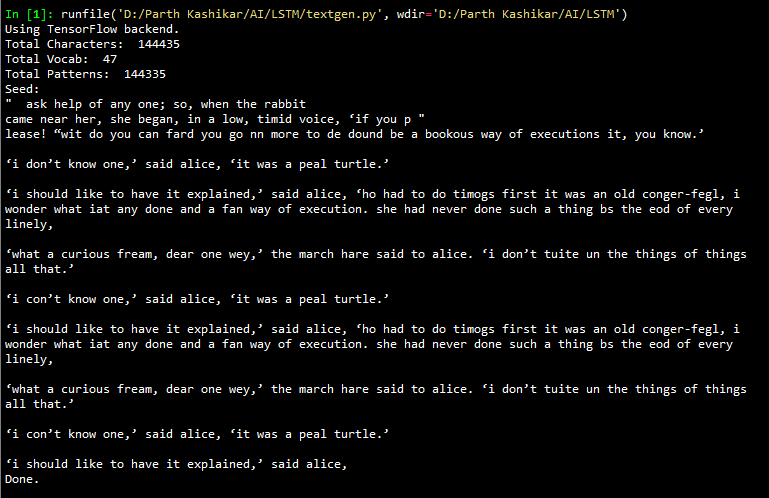 In [1]: runfile('D:/Parth Kashikar/AI/LSTM/textgen.py', wdir='D:/Parth Kashikar/AI/LSTM')
Using TensorFlow backend.
Total Characters:  144435
Total Vocab:  47
Total Patterns:  144335
Seed:
"  ask help of any one; so, when the rabbit
came near her, she began, in a low, timid voice, ‘if you p "
lease! “wit do you can fard you go nn more to de dound be a bookous way of executions it, you know.’

‘i don’t know one,’ said alice, ‘it was a peal turtle.’

‘i should like to have it explained,’ said alice, ‘ho had to do timogs first it was an old conger-fegl, i
wonder what iat any done and a fan way of execution. she had never done such a thing bs the eod of every
linely,

‘what a curious fream, dear one wey,’ the march hare said to alice. ‘i don’t tuite un the things of things
all that.’

‘i con’t know one,’ said alice, ‘it was a peal turtle.’

‘i should like to have it explained,’ said alice, ‘ho had to do timogs first it was an old conger-fegl, i
wonder what iat any done and a fan way of execution. she had never done such a thing bs the eod of every
linely,

‘what a curious fream, dear one wey,’ the march hare said to alice. ‘i don’t tuite un the things of things
all that.’

‘i con’t know one,’ said alice, ‘it was a peal turtle.’

‘i should like to have it explained,’ said alice,
Done.